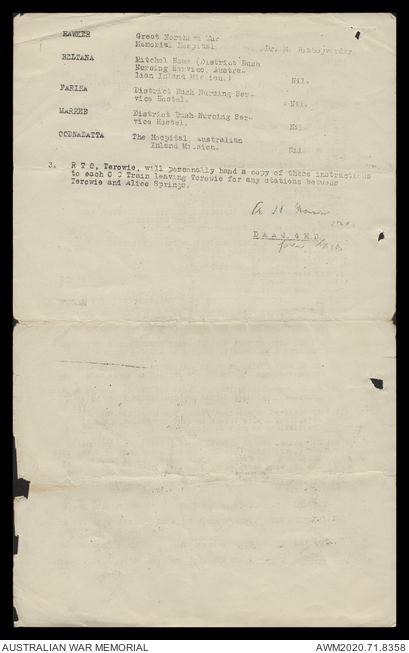 HAWKER Great Northern War
Memorial Hospital. Dr. M.
BELTANA Mitchel Home (District Bush
Nursing Service, Austra-
lian Inland Mission.) Nil.
FARINA District Bush Nursing Ser-
vice Hostel. Nil.
MARREE District Bush Nursing Ser-
vice Hostel. Nil.
OODNADATTA The Hospital, Australian
Inland Mission. Nil.
3. R T O, Terowie, will personally hand a copy of these instructions
to each O C Train leaving Terowie for any stations between
Terowie and Alice Springs.
D A A G. 4 M D.
AUSTRALIAN WAR MEMORIAL AWM2020.71.8358